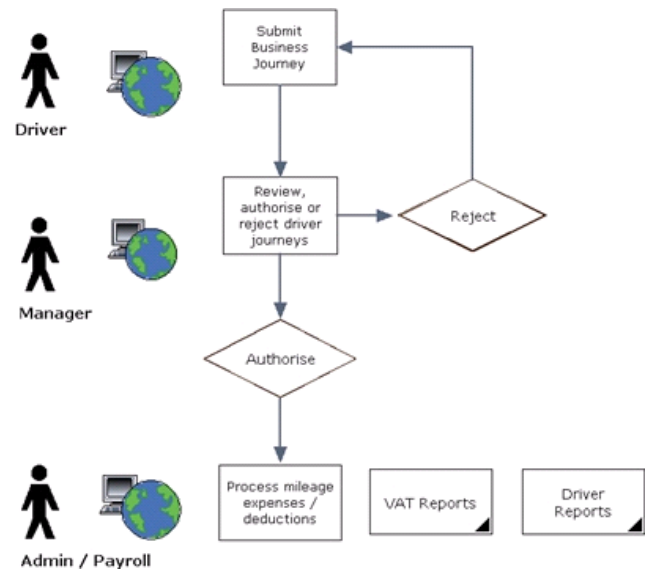 Submit
Business
Journey
Driver
Review,
authorise or
reject driver
journeys
Reject
Manager
Authorise
Process mileage
expenses /
deductions
VAT Reports
Driver
Reports
Admin / Payroll